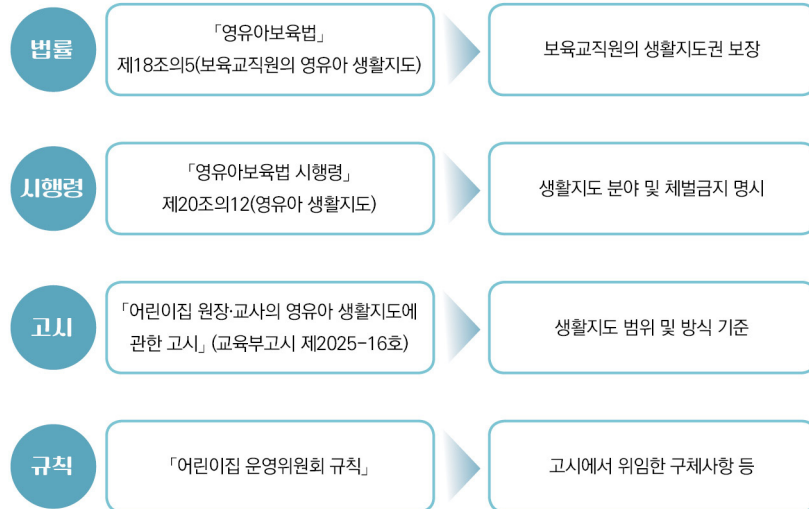 법률
「영유아보육법」
제18조의5(보육교직원의 영유아 생활지도)
보육교직원의 생활지도권 보장
시행령
「영유아보육법 시행령」
제20조의12(영유아 생활지도)
생활지도 분야 및 체벌금지 명시
고시
「어린이집 원장·교사의 영유아 생활지도에
관한 고시」 (교육부고시 제2025-16호)
생활지도 범위 및 방식 기준
규칙
「어린이집 운영위원회 규칙」
고시에서 위임한 구체사항 등